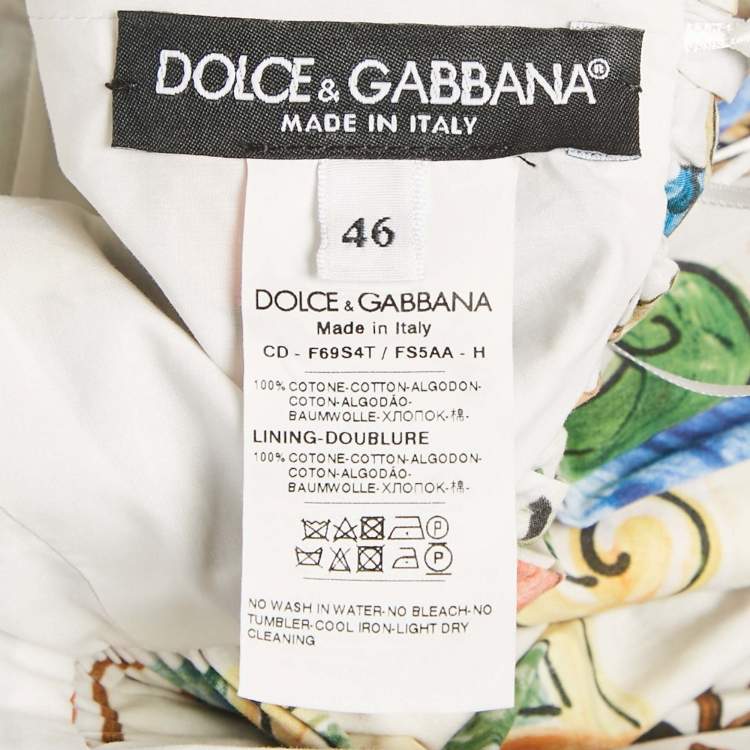 DOLCE & GABBANA®
MADE IN ITALY
46
DOLCE & GABBANA
Made in Italy
CD - F69S4T / FS5AA - H
100% COTONE-COTTON-ALGODON-
COTON-ALGODÃO-
BAUMWOLLE-ХЛОПОК-棉-
LINING-DOUBLURE
100% COTONE-COTTON-ALGODON-
COTON-ALGODÃO-
BAUMWOLLE-ХЛОПОК-棉-
P
P
NO WASH IN WATER-NO BLEACH-NO
TUMBLER-COOL IRON-LIGHT DRY
CLEANING